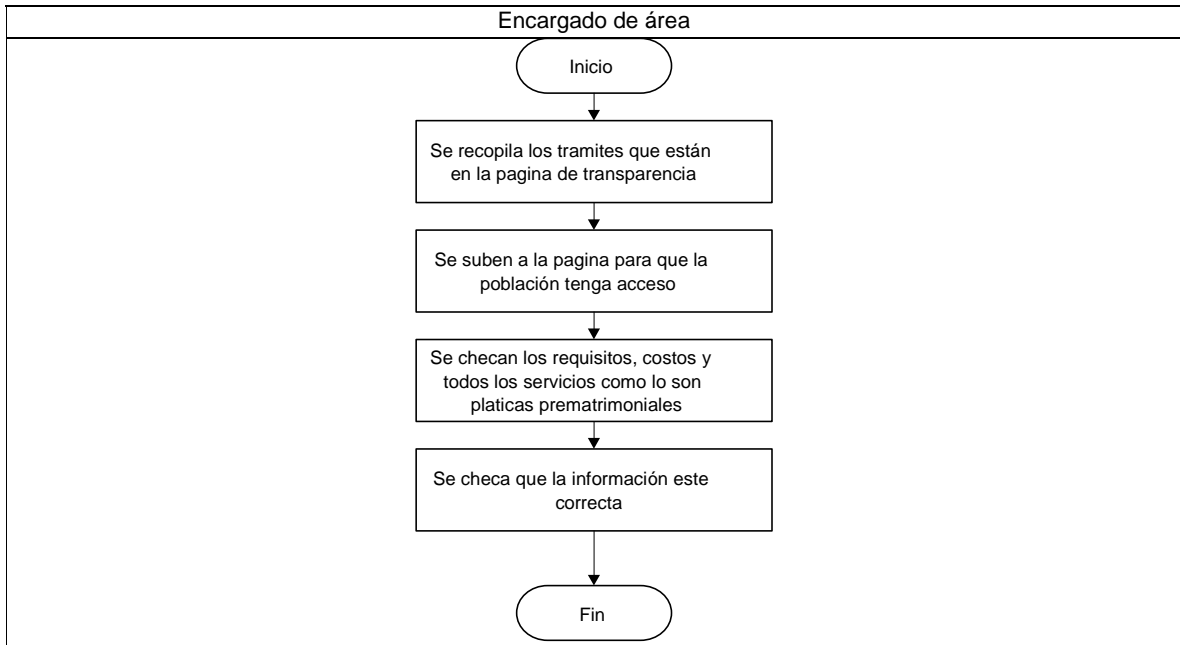 Encargado de área
Inicio
Se recopila los tramites que están
en la pagina de transparencia
Se suben a la pagina para que la
población tenga acceso
Se checan los requisitos, costos y
todos los servicios como lo son
platicas prematrimoniales
Se checa que la información este
correcta
Fin